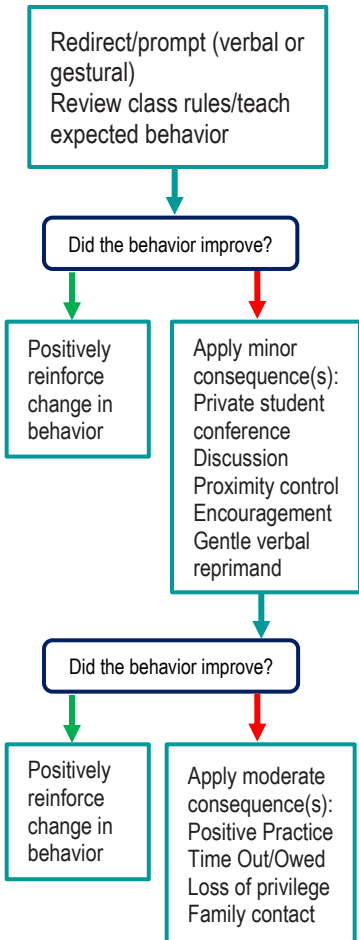 Redirect/prompt (verbal or
gestural)
Review class rules/teach
expected behavior
Did the behavior improve?
Positively
reinforce
change in
behavior
Apply minor
consequence(s):
Private student
conference
Discussion
Proximity control
Encouragement
Gentle verbal
reprimand
Did the behavior improve?
Positively
reinforce
change in
behavior
Apply moderate
consequence(s):
Positive Practice
Time Out/Owed
Loss of privilege
Family contact